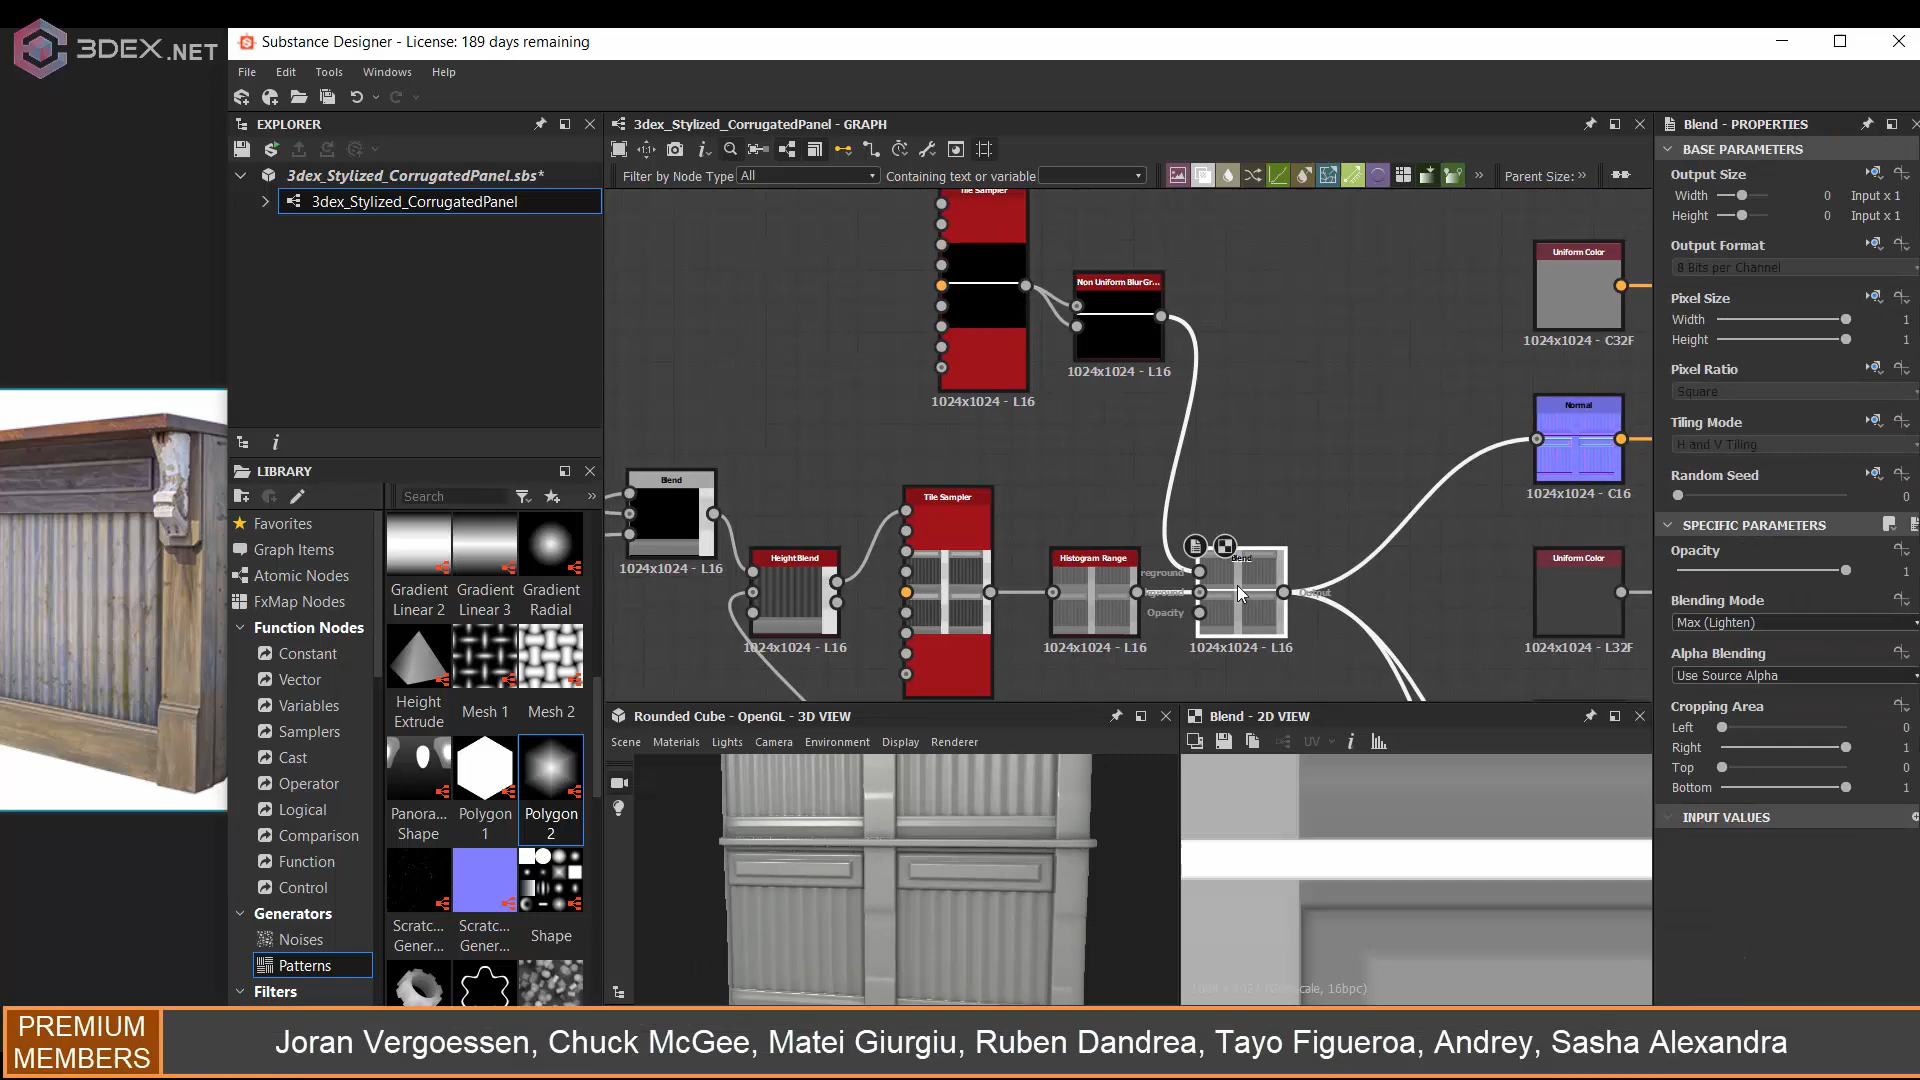 3DEX.NET
Substance Designer - License: 189 days remaining
File Edit Tools Windows Help
EXPLORER
3dex_Stylized_CorrugatedPanel - GRAPH
Blend - PROPERTIES
BASE PARAMETERS
3dex_Stylized_CorrugatedPanel.sbs*
Filter by Node Type All Containing text or variable Parent Size: »
Output Size
Width 0 Input x 1
Height 0 Input x 1
3dex_Stylized_CorrugatedPanel
Tile Sampler
Output Format
8 Bits per Channel
Uniform Color
Non Uniform Blur Gr...
Pixel Size
Width 1
Height 1
1024x1024 - C32F
1024x1024 - L16
Pixel Ratio
Square
1024x1024 - L16
Normal
Tiling Mode
H and V Tiling
LIBRARY
Blend
Random Seed
0
Search
Tile Sampler
1024x1024 - C16
Favorites
Graph Items
Atomic Nodes
FxMap Nodes
Function Nodes
Constant
Vector
Variables
Samplers
Cast
Operator
Logical
Comparison
Function
Control
Generators
Noises
Patterns
Filters
Gradient Linear 2
Gradient Linear 3
Gradient Radial
Height Extrude
Mesh 1
Mesh 2
Panora... Shape
Polygon 1
Polygon 2
Scratc... Gener...
Scratc... Gener...
Shape
1024x1024 - L16
HeightBlend
1024x1024 - L16
Histogram Range
1024x1024 - L16
Blend
reground
kground
Opacity
Output
1024x1024 - L16
Uniform Color
1024x1024 - L32F
SPECIFIC PARAMETERS
Opacity
1
Blending Mode
Max (Lighten)
Alpha Blending
Use Source Alpha
Cropping Area
Left 0
Right 1
Top 0
Bottom 1
INPUT VALUES
Rounded Cube - OpenGL - 3D VIEW
Scene Materials Lights Camera Environment Display Renderer
Blend - 2D VIEW
UV
PREMIUM
MEMBERS
Joran Vergoessen, Chuck McGee, Matei Giurgiu, Ruben Dandrea, Tayo Figueroa, Andrey, Sasha Alexandra